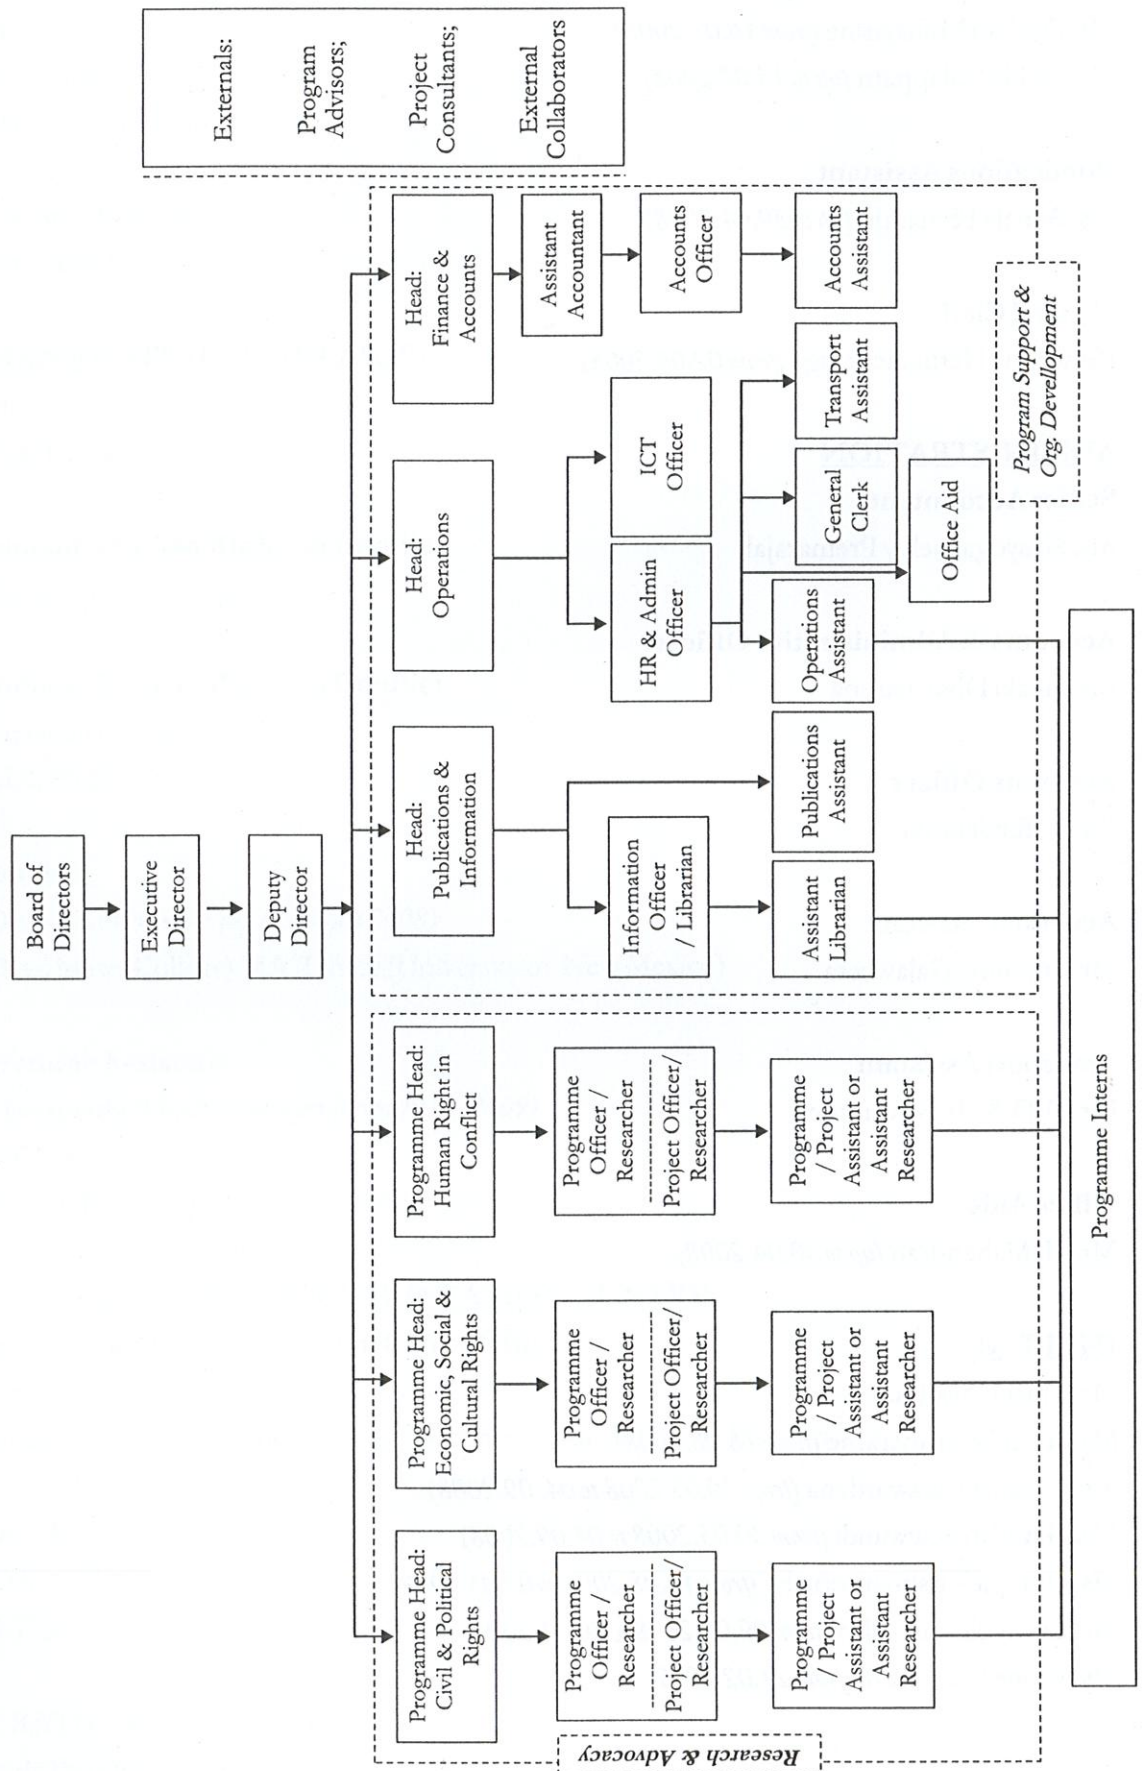 Board of
Directors
Executive
Director
Deputy
Director
Externals:
Program
Advisors;
Project
Consultants;
External
Collaborators
Programme Head:
Civil & Political
Rights
Programme Head:
Economic, Social &
Cultural Rights
Programme Head:
Human Right in
Conflict
Head:
Publications &
Information
Head:
Operations
Head:
Finance &
Accounts
Programme
Officer /
Researcher
Project Officer/
Researcher
Programme
Officer /
Researcher
Project Officer/
Researcher
Programme
Officer /
Researcher
Project Officer/
Researcher
Information
Officer
/ Librarian
HR & Admin
Officer
ICT
Officer
Assistant
Accountant
Accounts
Officer
Programme
/ Project
Assistant or
Assistant
Researcher
Programme
/ Project
Assistant or
Assistant
Researcher
Programme
/ Project
Assistant or
Assistant
Researcher
Assistant
Librarian
Publications
Assistant
Operations
Assistant
General
Clerk
Transport
Assistant
Accounts
Assistant
Office Aid
Research & Advocacy
Program Support &
Org. Devellopment
Programme Interns